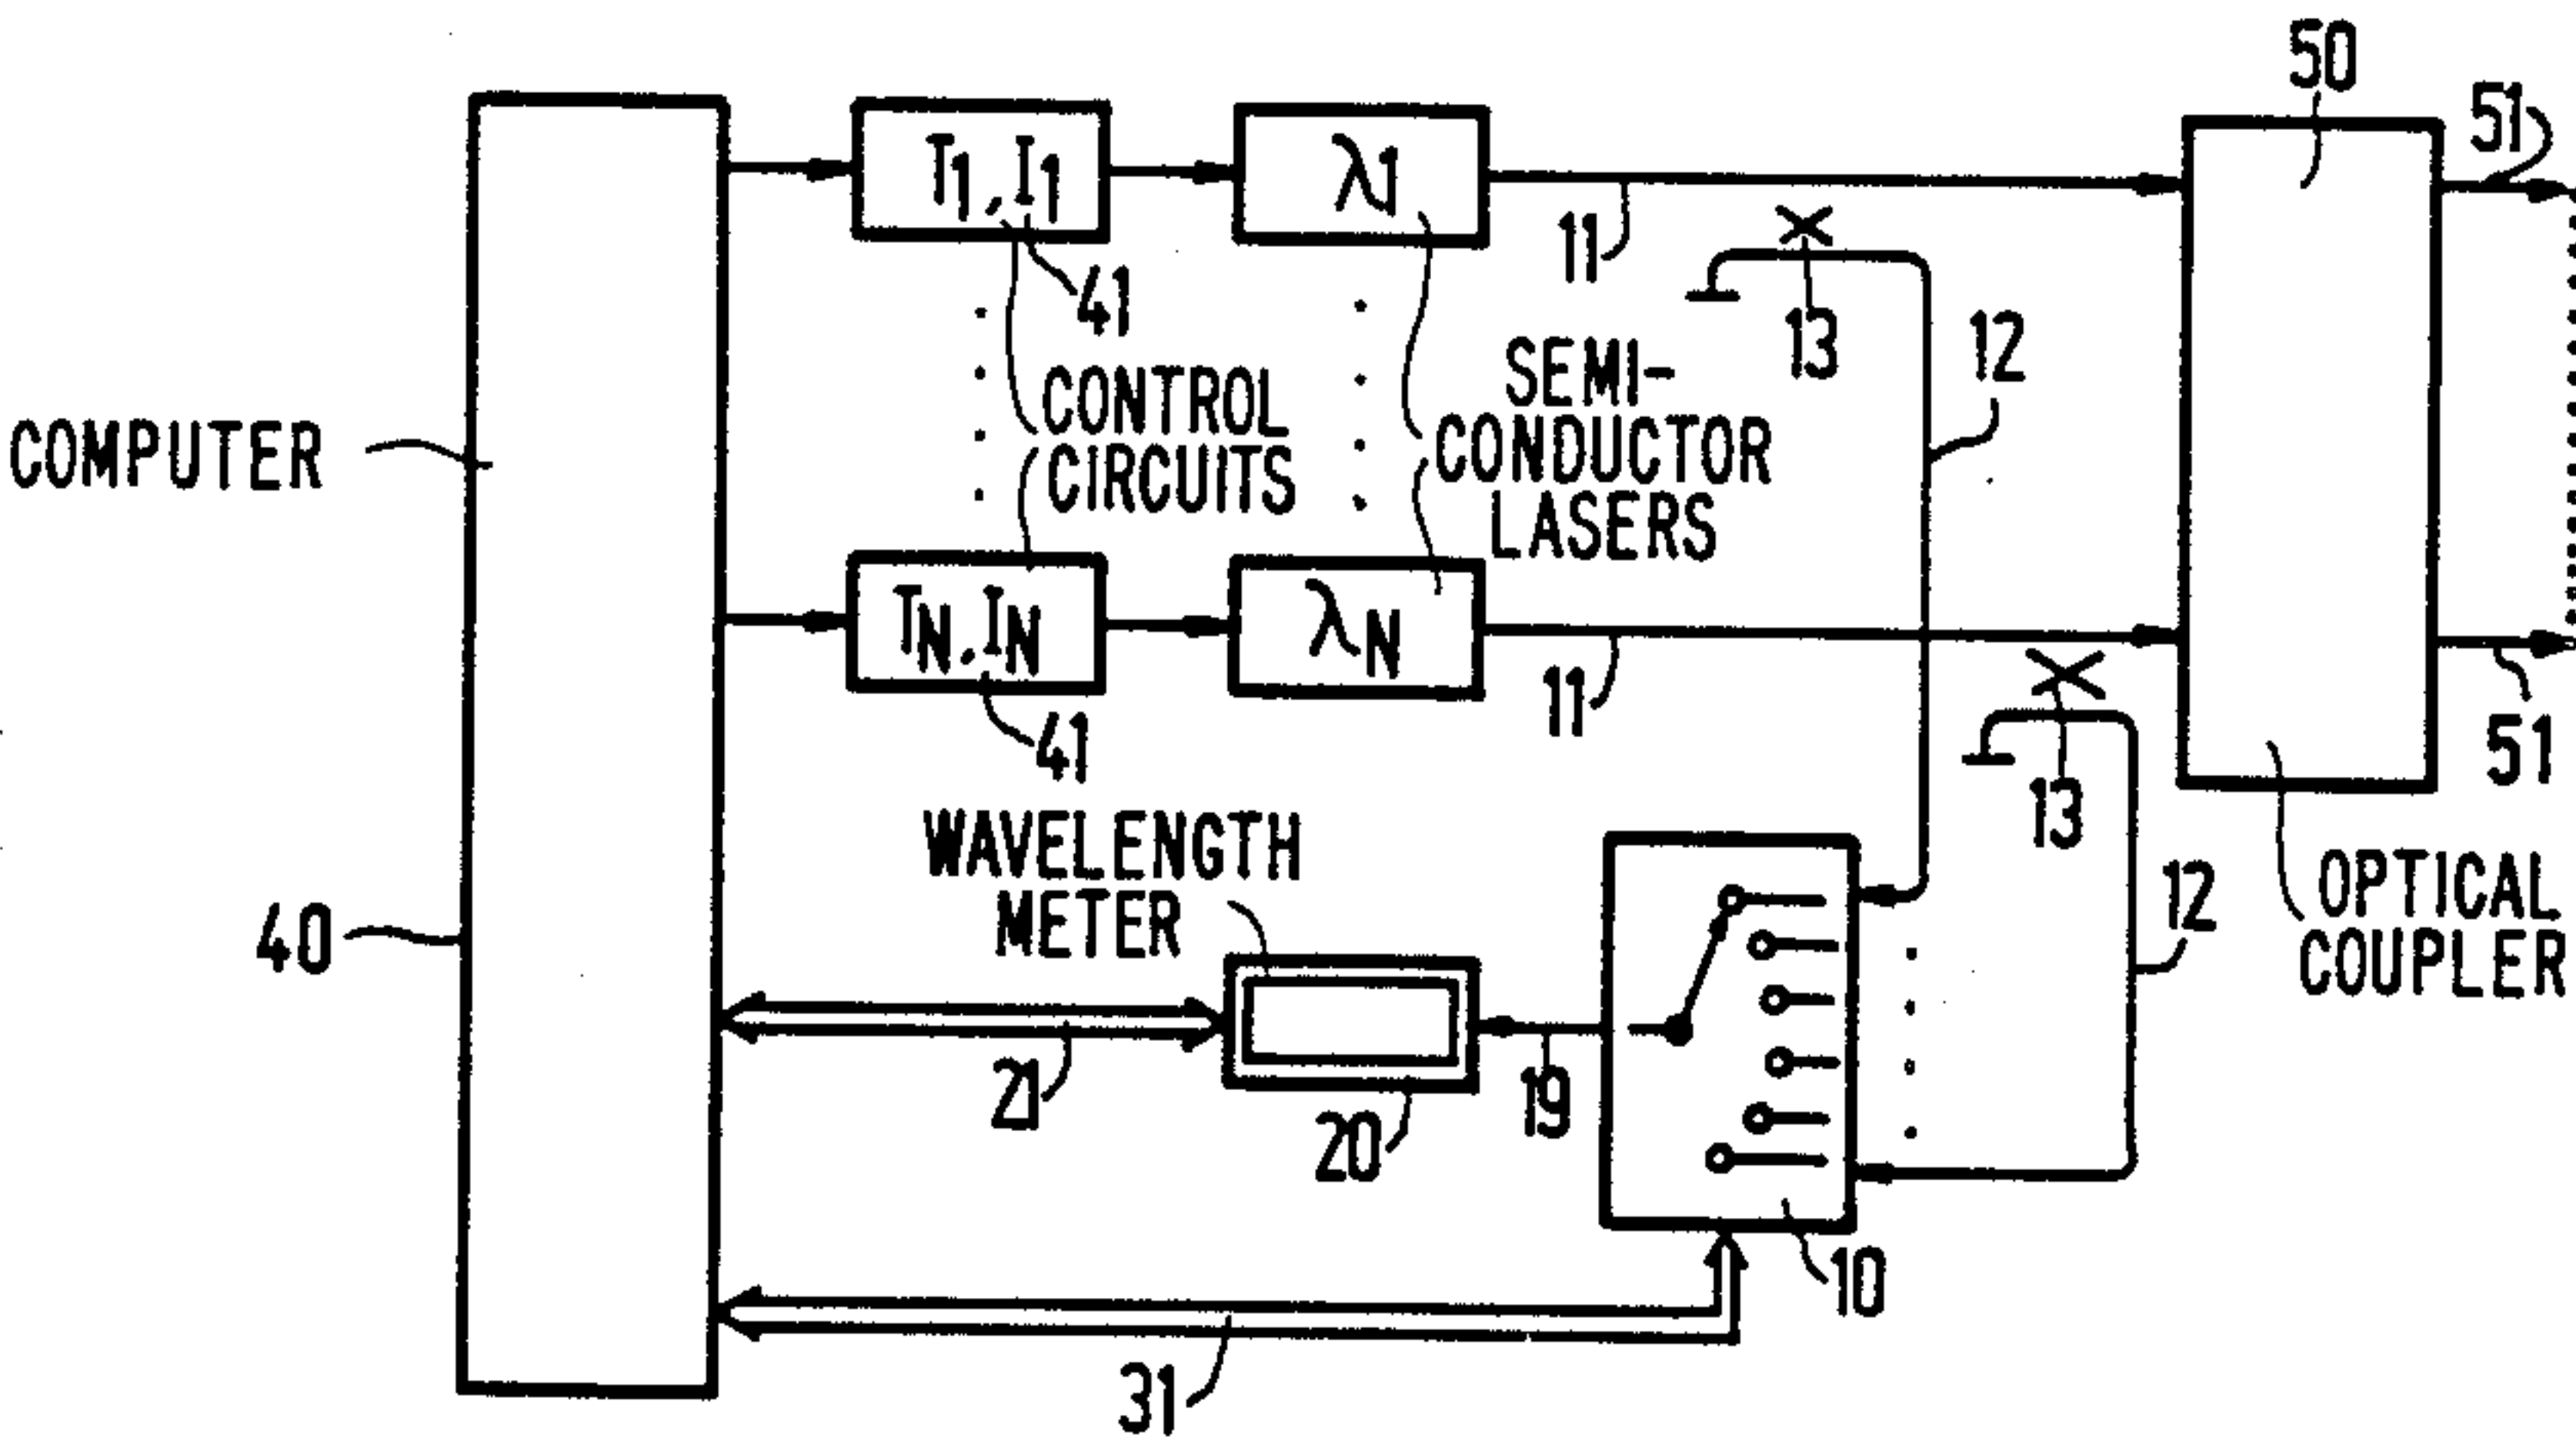 50
51
T1, I1
λ1
11
41
13
12
SEMI-
CONDUCTOR
LASERS
CONTROL
CIRCUITS
COMPUTER
TN, IN
λN
11
41
13
51
WAVELENGTH
METER
12
OPTICAL
COUPLER
40
21
20
19
10
31